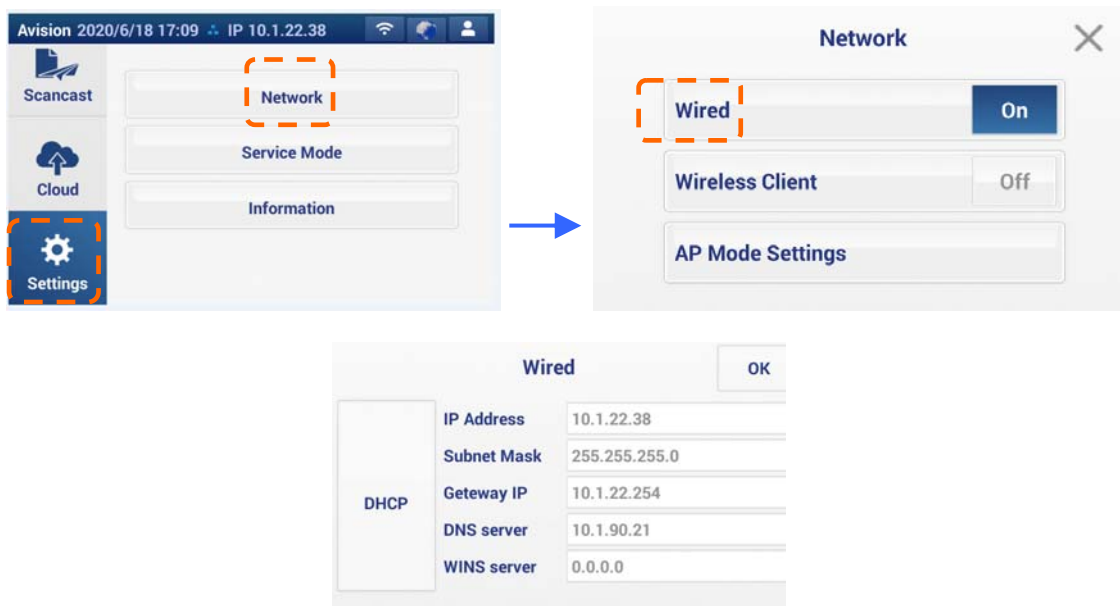 Avision 2020/6/18 17:09 IP 10.1.22.38
Scancast
Network
Service Mode
Cloud
Information
Settings
Network
Wired On
Wireless Client Off
AP Mode Settings
Wired OK
DHCP
IP Address 10.1.22.38
Subnet Mask 255.255.255.0
Geteway IP 10.1.22.254
DNS server 10.1.90.21
WINS server 0.0.0.0